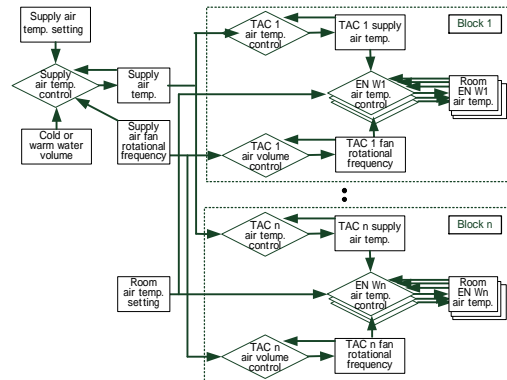 Supply air
temp. setting
Supply
air temp.
control
Supply
air temp.
Cold or
warm water
volume
Supply
air fan
rotational
frequency
Room
air temp.
setting
Block 1
TAC 1
air temp.
control
TAC 1 supply
air temp.
EN W1
air temp.
control
Room
EN W1
air temp.
TAC 1
air volume
control
TAC 1 fan
rotational
frequency
Block n
TAC n
air temp.
control
TAC n supply
air temp.
EN Wn
air temp.
control
Room
EN Wn
air temp.
TAC n
air volume
control
TAC n fan
rotational
frequency